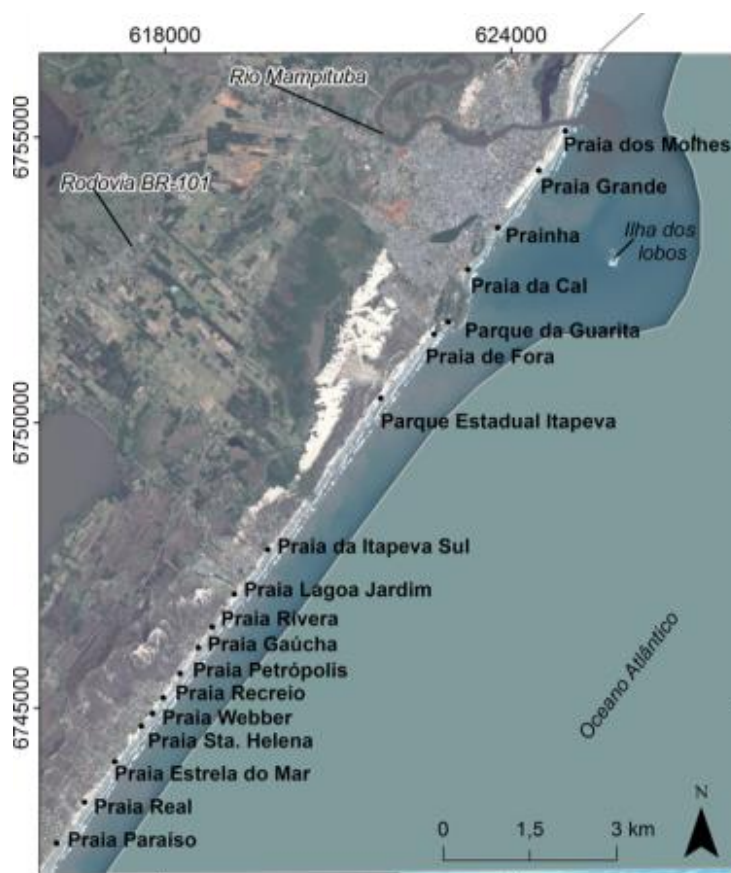 618000
624000
Rio Mampituba
6755000
Praia dos Molhes
Rodovia BR-101
Praia Grande
Prainha
Ilha dos
lobos
Praia da Cal
Parque da Guarita
Praia de Fora
6750000
Parque Estadual Itapeva
Praia da Itapeva Sul
Praia Lagoa Jardim
Praia Rivera
Praia Gaúcha
Praia Petrópolis
Praia Recreio
6745000
Praia Webber
Praia Sta. Helena
Oceano Atlântico
Praia Estrela do Mar
Praia Real
Praia Paraíso
N
0 1,5 3 km